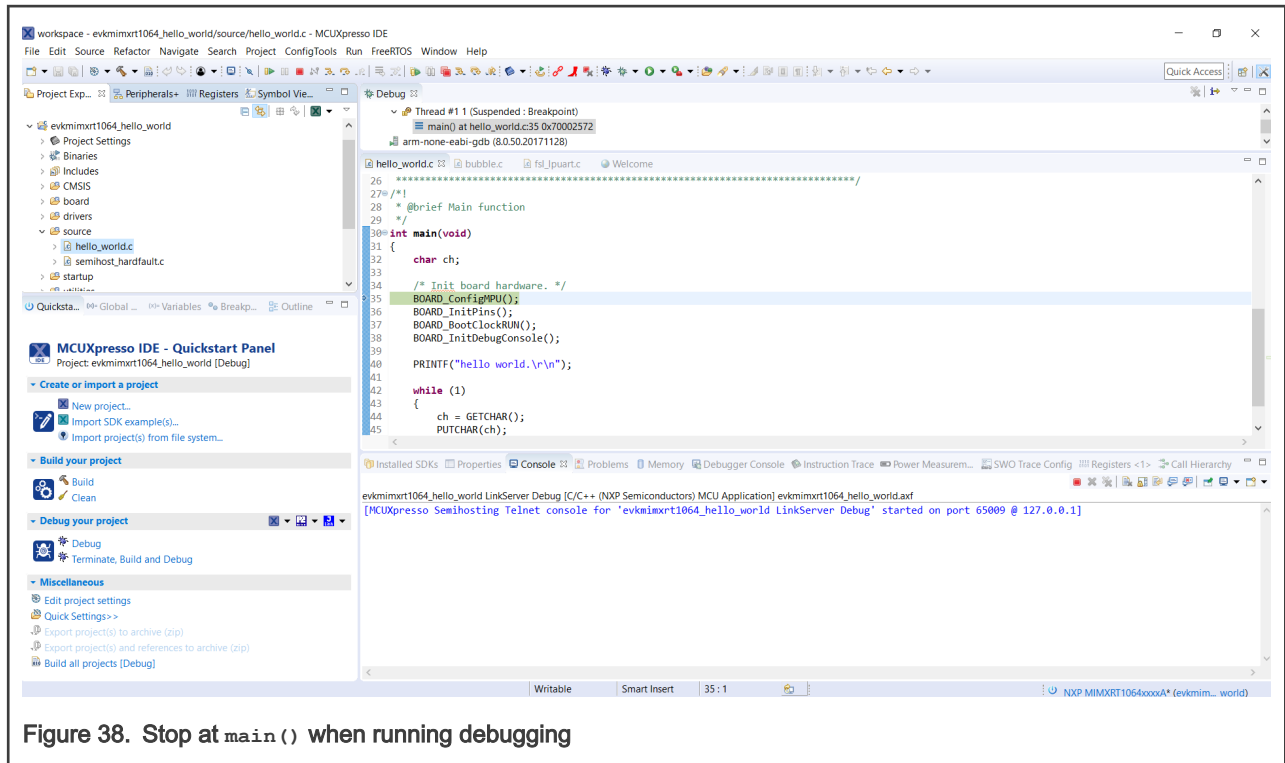 workspace - evkmimxrt1064_hello_world/source/hello_world.c - MCUXpresso IDE
File Edit Source Refactor Navigate Search Project ConfigTools Run FreeRTOS Window Help
Quick Access
Project Exp... Peripherals+ Registers Symbol Vie...
evkmimxrt1064_hello_world
Project Settings
Binaries
Includes
CMSIS
board
drivers
source
hello_world.c
semihost_hardfault.c
startup
utilities
Debug
Thread #1 1 (Suspended : Breakpoint)
main() at hello_world.c:35 0x70002572
arm-none-eabi-gdb (8.0.50.20171128)
hello_world.c bubble.c fsl_lpuart.c Welcome
26 ******************************************************************************/
27 /*!
28 * @brief Main function
29 */
30 int main(void)
31 {
32 char ch;
33
34 /* Init board hardware. */
35 BOARD_ConfigMPU();
36 BOARD_InitPins();
37 BOARD_BootClockRUN();
38 BOARD_InitDebugConsole();
39
40 PRINTF("hello world.\r\n");
41
42 while (1)
43 {
44 ch = GETCHAR();
45 PUTCHAR(ch);
Quicksta... Global ... Variables Breakp... Outline
MCUXpresso IDE - Quickstart Panel
IDE
Project: evkmimxrt1064_hello_world [Debug]
Create or import a project
New project...
Import SDK example(s)...
Import project(s) from file system...
Build your project
Build
Clean
Debug your project
Debug
Terminate, Build and Debug
Miscellaneous
Edit project settings
Quick Settings>>
Export project(s) to archive (zip)
Export project(s) and references to archive (zip)
Build all projects [Debug]
Installed SDKs Properties Console Problems Memory Debugger Console Instruction Trace Power Measurem... SWO Trace Config Registers <1> Call Hierarchy
evkmimxrt1064_hello_world LinkServer Debug [C/C++ (NXP Semiconductors) MCU Application] evkmimxrt1064_hello_world.axf
[MCUXpresso Semihosting Telnet console for 'evkmimxrt1064_hello_world LinkServer Debug' started on port 65009 @ 127.0.0.1]
Writable Smart Insert 35 : 1
NXP MIMXRT1064xxxxA* (evkmim... world)
Figure 38. Stop at main() when running debugging